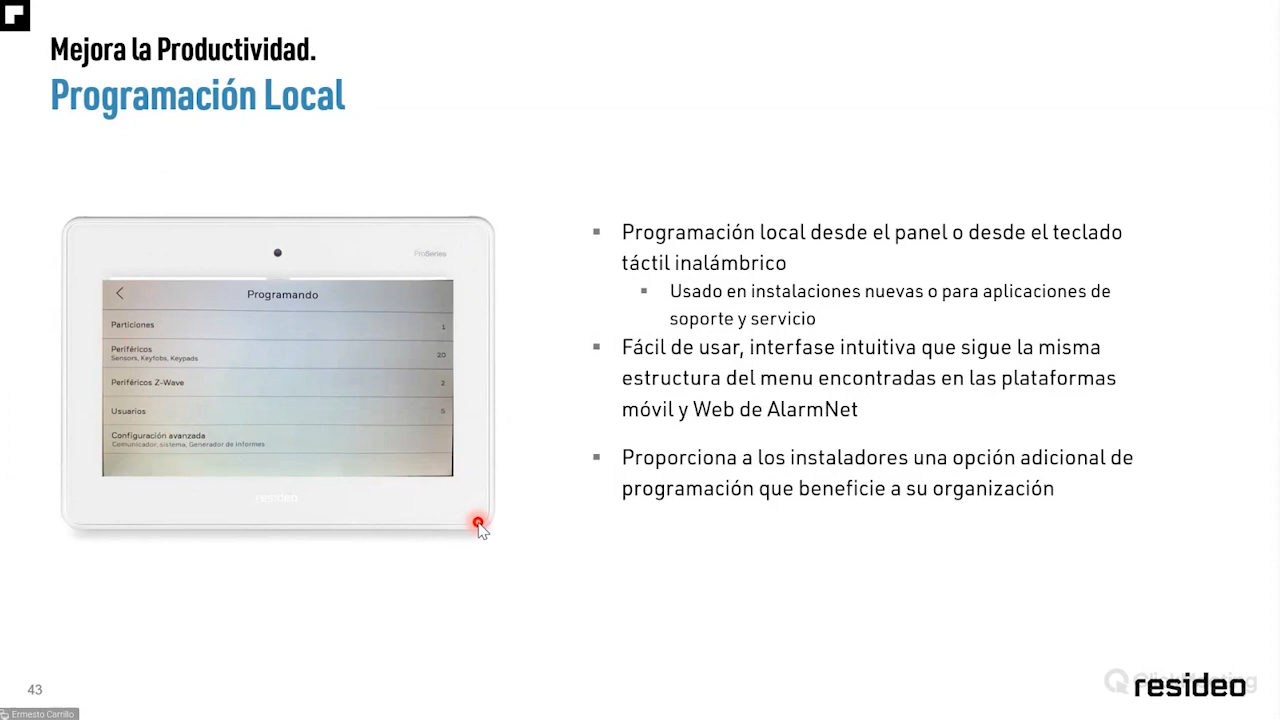 Mejora la Productividad.
Programación Local
ProSeries
Programando
Particiones 1
Periféricos
Sensors, Keyfobs, Keypads 20
Periféricos Z-Wave 2
Usuarios 5
Configuración avanzada
Comunicador, sistema, Generador de informes
resideo
Programación local desde el panel o desde el teclado
táctil inalámbrico
Usado en instalaciones nuevas o para aplicaciones de
soporte y servicio
Fácil de usar, interfase intuitiva que sigue la misma
estructura del menu encontradas en las plataformas
móvil y Web de AlarmNet
Proporciona a los instaladores una opción adicional de
programación que beneficie a su organización
43
resideo
Ermesto Carrillo